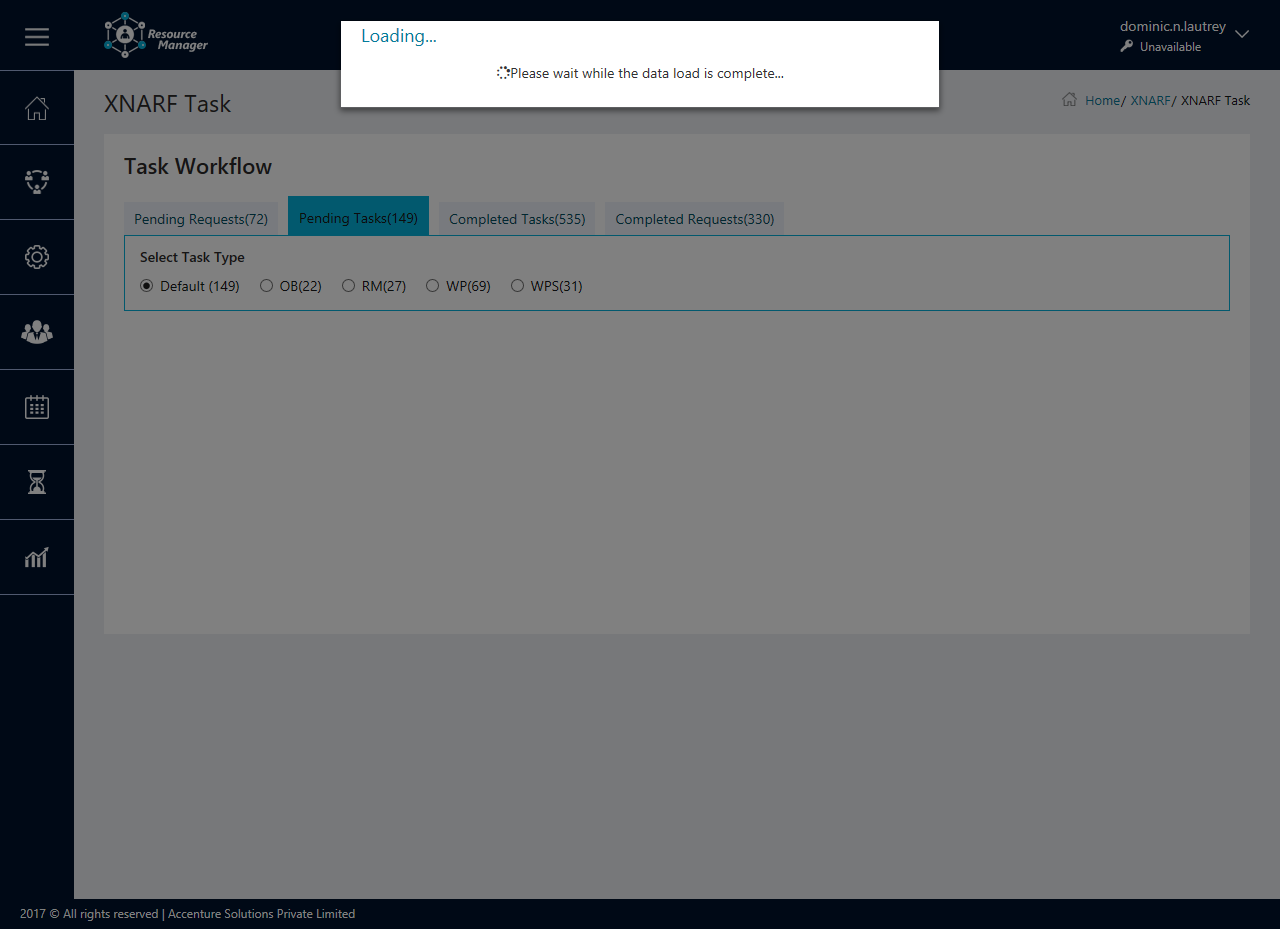 Resource
Manager
Loading...
Please wait while the data load is complete...
dominic.n.lautrey
Unavailable
XNARF Task
Home/ XNARF/ XNARF Task
Task Workflow
Pending Requests(72) Pending Tasks(149) Completed Tasks(535) Completed Requests(330)
Select Task Type
Default (149) OB(22) RM(27) WP(69) WPS(31)
2017 © All rights reserved | Accenture Solutions Private Limited